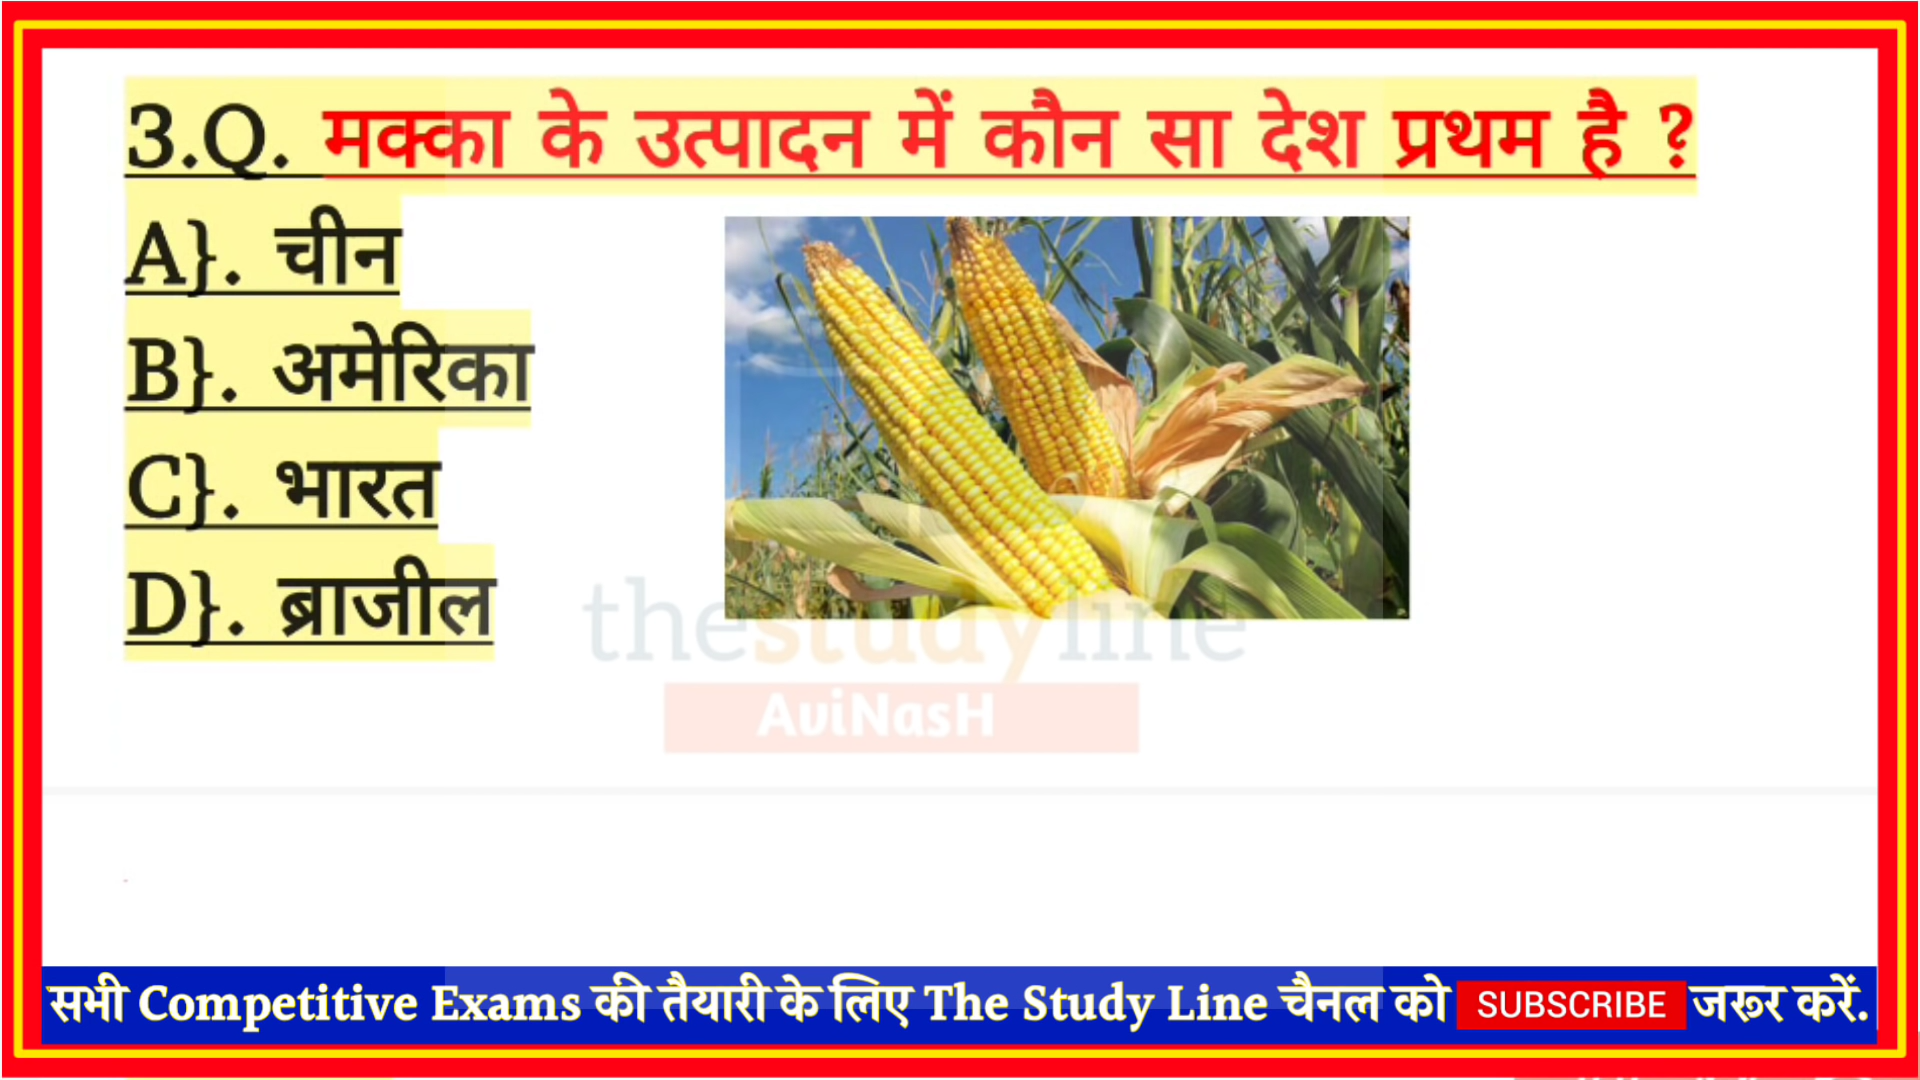 3.Q. मक्का के उत्पादन में कौन सा देश प्रथम है ?
A}. चीन
B}. अमेरिका
C}. भारत
D}. ब्राजील
thestudyline
AviNasH
सभी Competitive Exams की तैयारी के लिए The Study Line चैनल को SUBSCRIBE जरूर करें.